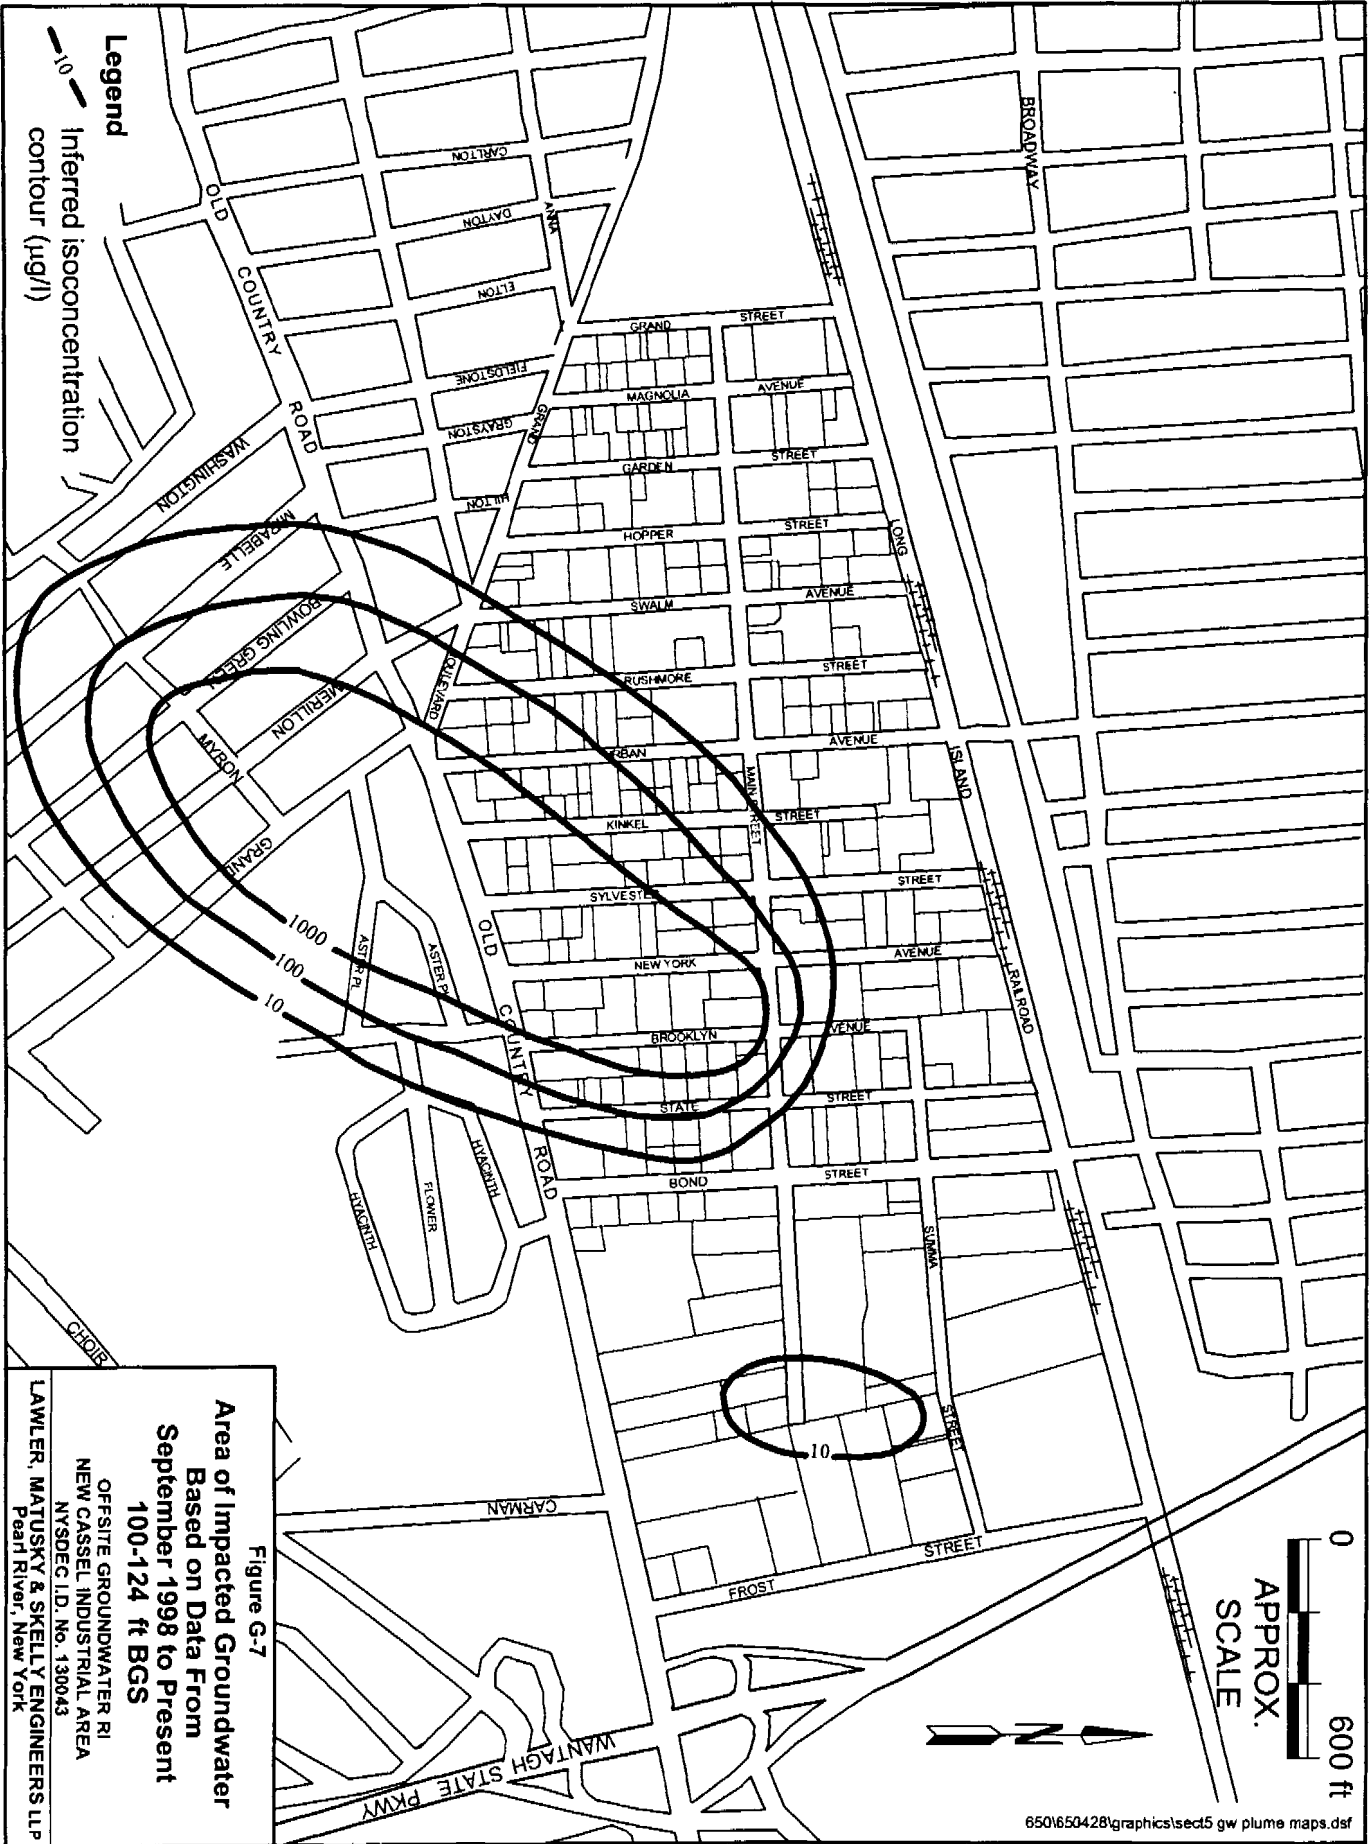 650\650428\graphics\sect5 gw plume maps.dsf
0 600 ft
APPROX.
SCALE
N
BROADWAY
LONG
ISLAND
RAILROAD
CARLTON
DAYTON
ANNA
ELTON
FIELDSTONE
GRAYSTON
HILTON
GRAND
BOULEVARD
GRAND STREET
MAGNOLIA AVENUE
GARDEN STREET
HOPPER STREET
SWALM AVENUE
RUSHMORE STREET
URBAN AVENUE
MAIN STREET
KINKEL STREET
SYLVESTER STREET
NEW YORK AVENUE
BROOKLYN AVENUE
STATE STREET
BOND STREET
SUMMA
STREET
FROST STREET
OLD
COUNTRY
ROAD
OLD
COUNTRY
ROAD
WASHINGTON
MIRABELLE
BOWLING GREEN
MERILLON
MYRON
GRAND
ASTER PL
ASTER PL
HYACINTH
FLOWER
HYACINTH
CHOIR
CARMAN
WANTAGH STATE PKWY
1000
100
10
10
Legend
10 Inferred isoconcentration
contour (µg/l)
Figure G-7
Area of Impacted Groundwater
Based on Data From
September 1998 to Present
100-124 ft BGS
OFFSITE GROUNDWATER RI
NEW CASSEL INDUSTRIAL AREA
NYSDEC I.D. No. 130043
LAWLER, MATUSKY & SKELLY ENGINEERS LLP
Pearl River, New York